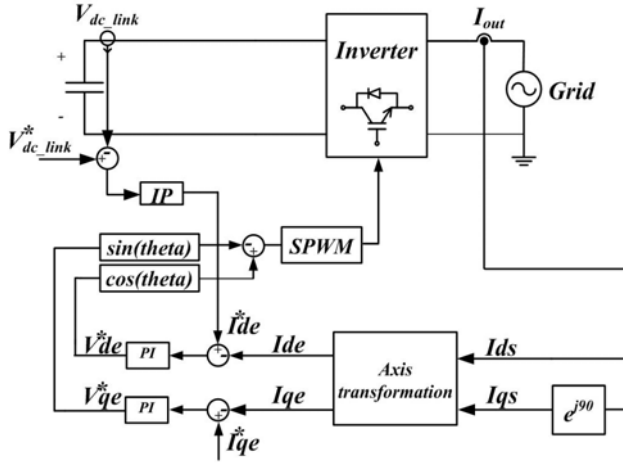 V_dc_link
I_out
Inverter
+
-
Grid
V*_dc_link
+
-
IP
sin(theta)
-
+
SPWM
cos(theta)
I*de
V*de
PI
+
-
Ide
Axis
transformation
Ids
V*qe
PI
-
+
Iqe
Iqs
e^j90
I*qe